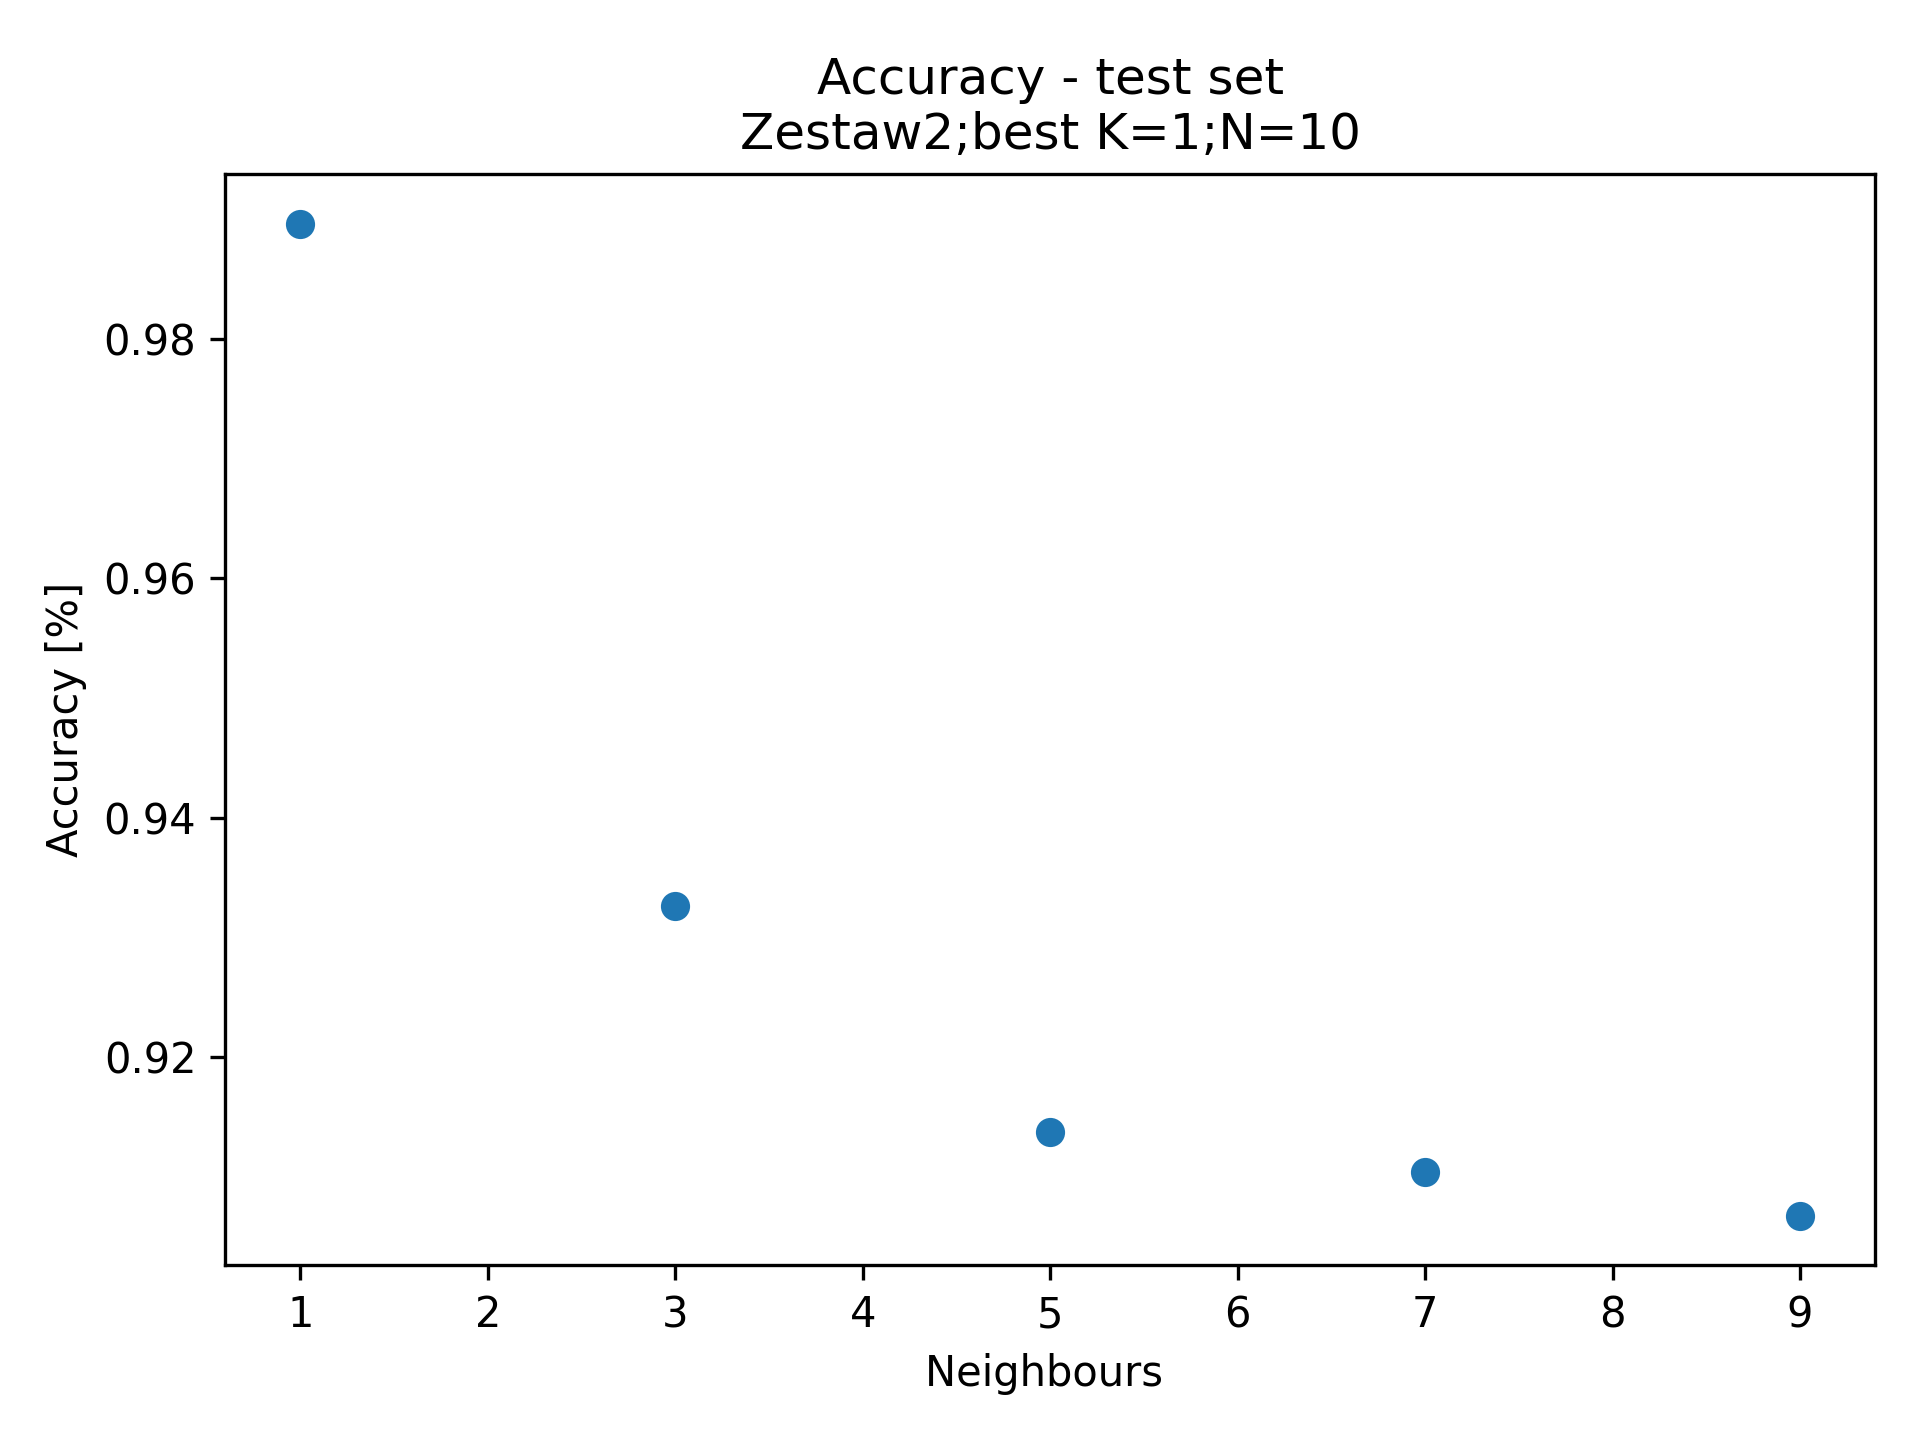 Accuracy - test set
Zestaw2;best K=1;N=10
0.98
0.96
0.94
0.92
Accuracy [%]
1 2 3 4 5 6 7 8 9
Neighbours